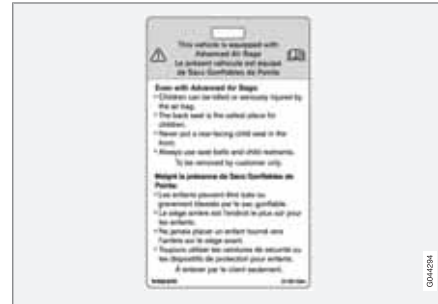 This vehicle is equipped with
Advanced Air Bags
Le présent véhicule est équipé
de Sacs Gonflables de Pointe
Even with Advanced Air Bags:
• Children can be killed or seriously injured by
the air bag.
• The back seat is the safest place for
children.
• Never put a rear-facing child seat in the
front.
• Always use seat belts and child restraints.
To be removed by customer only.
Malgré la présence de Sacs Gonflables de
Pointe:
• Les enfants peuvent être tués ou
gravement blessés par le sac gonflable.
• Le siège arrière est l'endroit le plus sûr pour
les enfants.
• Ne jamais placer un enfant tourné vers
l'arrière sur le siège avant.
• Toujours utiliser les ceintures de sécurité ou
les dispositifs de protection pour enfants.
À enlever par le client seulement.
G044294